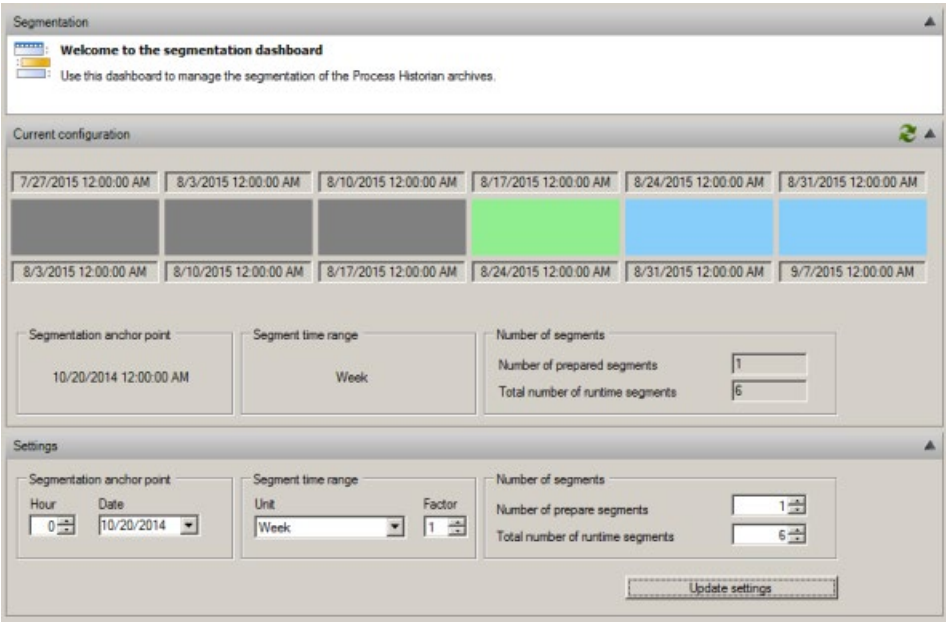 Segmentation
Welcome to the segmentation dashboard
Use this dashboard to manage the segmentation of the Process Historian archives.
Current configuration
7/27/2015 12:00:00 AM 8/3/2015 12:00:00 AM 8/10/2015 12:00:00 AM 8/17/2015 12:00:00 AM 8/24/2015 12:00:00 AM 8/31/2015 12:00:00 AM
8/3/2015 12:00:00 AM 8/10/2015 12:00:00 AM 8/17/2015 12:00:00 AM 8/24/2015 12:00:00 AM 8/31/2015 12:00:00 AM 9/7/2015 12:00:00 AM
Segmentation anchor point Segment time range Number of segments
Number of prepared segments 1
10/20/2014 12:00:00 AM Week
Total number of runtime segments 6
Settings
Segmentation anchor point Segment time range Number of segments
Hour Date Unit Factor
Number of prepare segments 1
0 10/20/2014 Week 1
Total number of runtime segments 6
Update settings